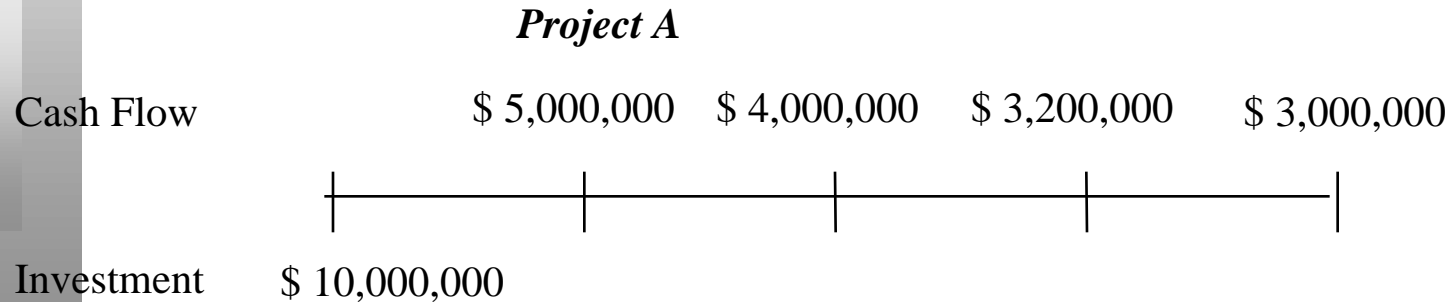 Project A
Cash Flow $ 5,000,000 $ 4,000,000 $ 3,200,000 $ 3,000,000
Investment $ 10,000,000